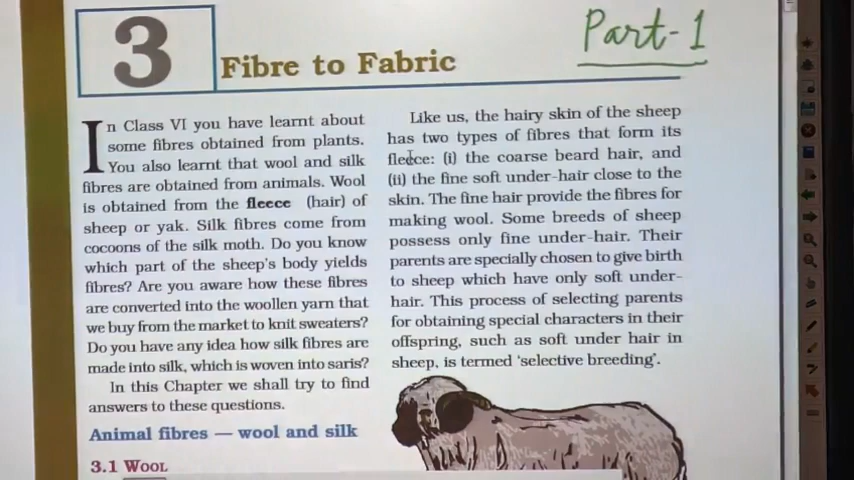 3
Fibre to Fabric
Part-1
In Class VI you have learnt about
some fibres obtained from plants.
You also learnt that wool and silk
fibres are obtained from animals. Wool
is obtained from the fleece (hair) of
sheep or yak. Silk fibres come from
cocoons of the silk moth. Do you know
which part of the sheep's body yields
fibres? Are you aware how these fibres
are converted into the woollen yarn that
we buy from the market to knit sweaters?
Do you have any idea how silk fibres are
made into silk, which is woven into saris?
In this Chapter we shall try to find
answers to these questions.
Animal fibres — wool and silk
3.1 WOOL
Like us, the hairy skin of the sheep
has two types of fibres that form its
fleece: (i) the coarse beard hair, and
(ii) the fine soft under-hair close to the
skin. The fine hair provide the fibres for
making wool. Some breeds of sheep
possess only fine under-hair. Their
parents are specially chosen to give birth
to sheep which have only soft under-
hair. This process of selecting parents
for obtaining special characters in their
offspring, such as soft under hair in
sheep, is termed 'selective breeding'.